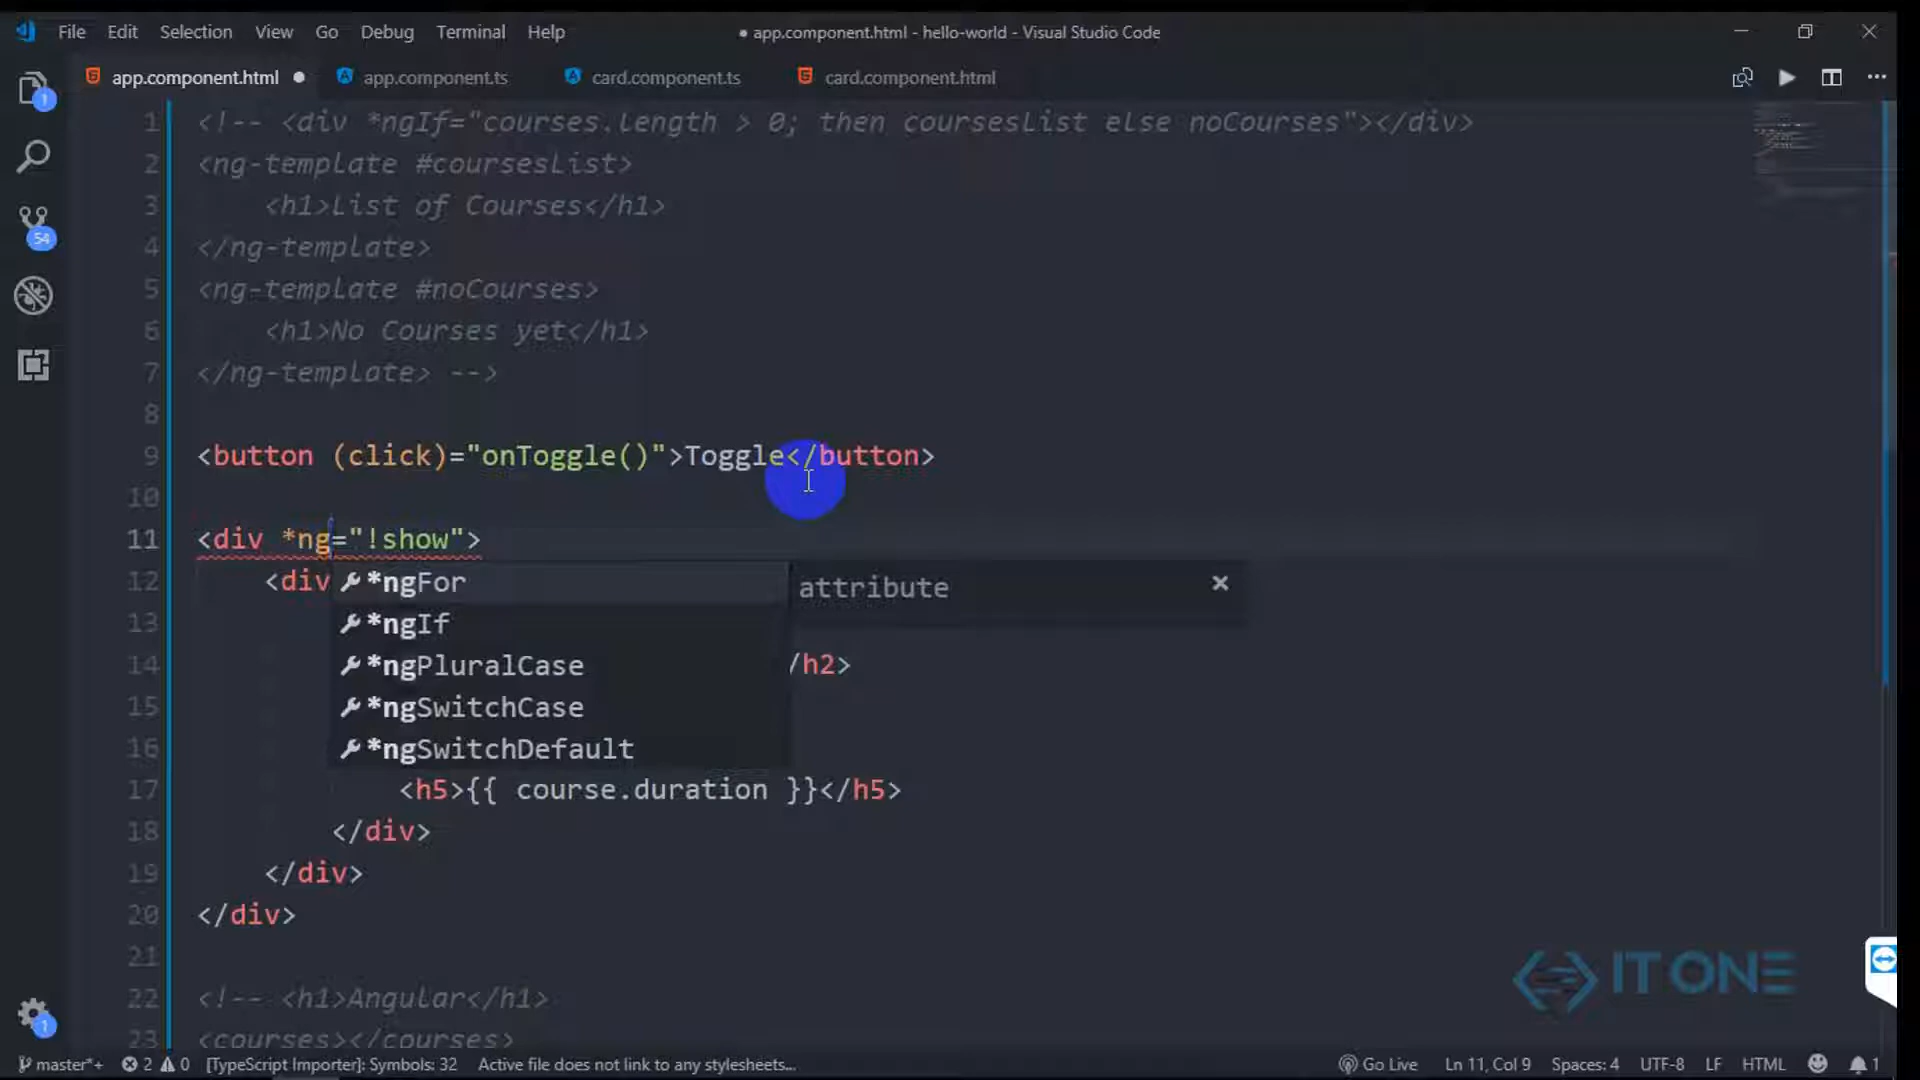 File Edit Selection View Go Debug Terminal Help
● app.component.html - hello-world - Visual Studio Code
app.component.html ● app.component.ts card.component.ts card.component.html
1 <!-- <div *ngIf="courses.length > 0; then coursesList else noCourses"></div>
2 <ng-template #coursesList>
3 <h1>List of Courses</h1>
4 </ng-template>
5 <ng-template #noCourses>
6 <h1>No Courses yet</h1>
7 </ng-template> -->
8
9 <button (click)="onToggle()">Toggle</button>
10
11 <div *ng="!show">
12 <div
*ngFor
attribute
13
*ngIf
14 /h2>
*ngPluralCase
15
*ngSwitchCase
16
*ngSwitchDefault
17 <h5>{{ course.duration }}</h5>
18 </div>
19 </div>
20 </div>
21
22 <!-- <h1>Angular</h1>
23 <courses></courses>
1
54
1
IT ONE
master*+ 2 0 [TypeScript Importer]: Symbols: 32 Active file does not link to any stylesheets... Go Live Ln 11, Col 9 Spaces: 4 UTF-8 LF HTML 1